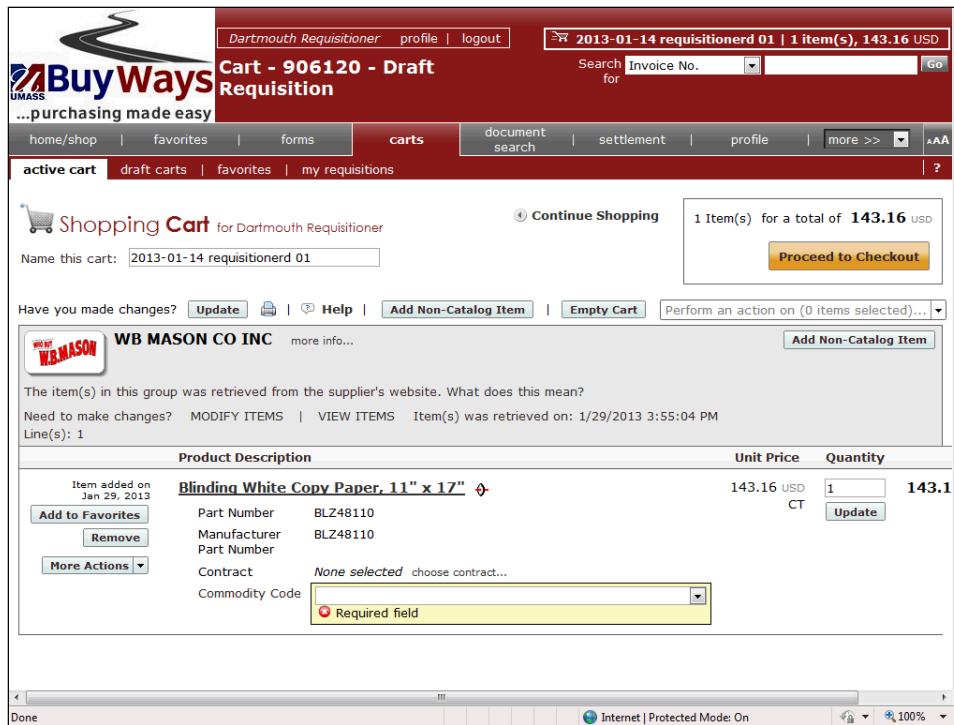 UMASS BuyWays
...purchasing made easy
Dartmouth Requisitioner profile | logout
2013-01-14 requisitionerd 01 | 1 item(s), 143.16 USD
Cart - 906120 - Draft
Requisition
Search for Invoice No. Go
home/shop | favorites | forms carts document search | settlement | profile | more >> AAA
active cart draft carts | favorites | my requisitions | ?
Shopping Cart for Dartmouth Requisitioner
Continue Shopping
1 Item(s) for a total of 143.16 USD
Proceed to Checkout
Name this cart: 2013-01-14 requisitionerd 01
Have you made changes? Update | ? Help | Add Non-Catalog Item | Empty Cart Perform an action on (0 items selected)...
WHO BUT W.B.MASON
WB MASON CO INC more info... Add Non-Catalog Item
The item(s) in this group was retrieved from the supplier's website. What does this mean?
Need to make changes? MODIFY ITEMS | VIEW ITEMS Item(s) was retrieved on: 1/29/2013 3:55:04 PM
Line(s): 1
Product Description Unit Price Quantity
Item added on
Jan 29, 2013
Add to Favorites
Remove
More Actions
Blinding White Copy Paper, 11" x 17"
143.16 USD
CT
1
Update
143.1
Part Number BLZ48110
Manufacturer
Part Number
BLZ48110
Contract None selected choose contract...
Commodity Code
Required field
Done Internet | Protected Mode: On 100%